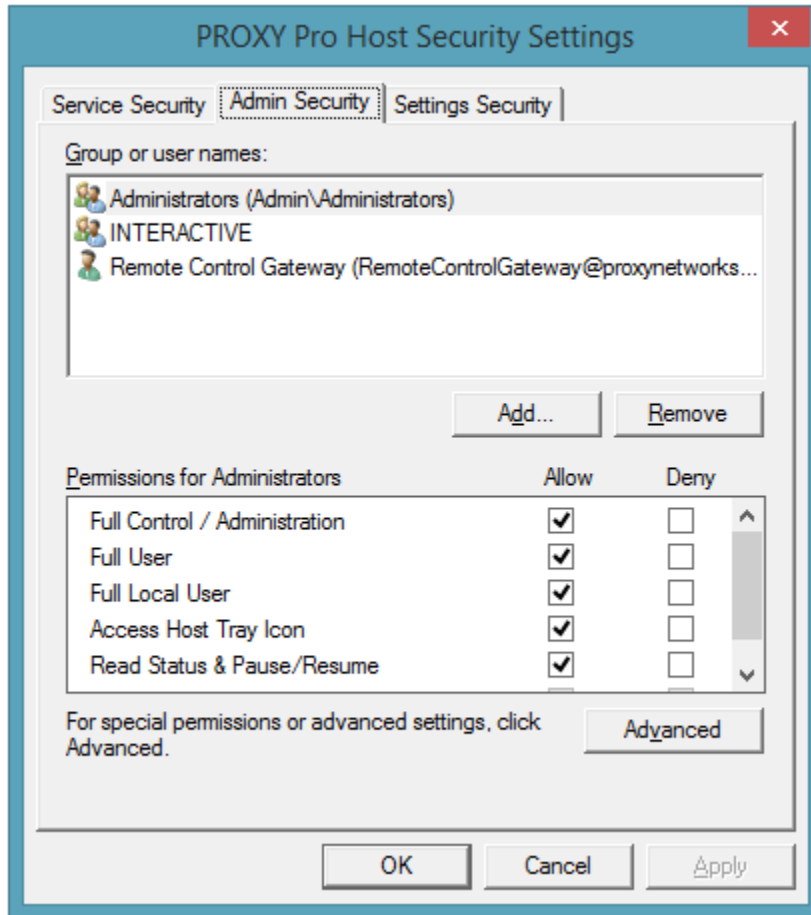 PROXY Pro Host Security Settings
Service Security Admin Security Settings Security
Group or user names:
Administrators (Admin\Administrators)
INTERACTIVE
Remote Control Gateway (RemoteControlGateway@proxynetworks...
Add... Remove
Permissions for Administrators Allow Deny
Full Control / Administration
Full User
Full Local User
Access Host Tray Icon
Read Status & Pause/Resume
For special permissions or advanced settings, click
Advanced.
Advanced
OK Cancel Apply